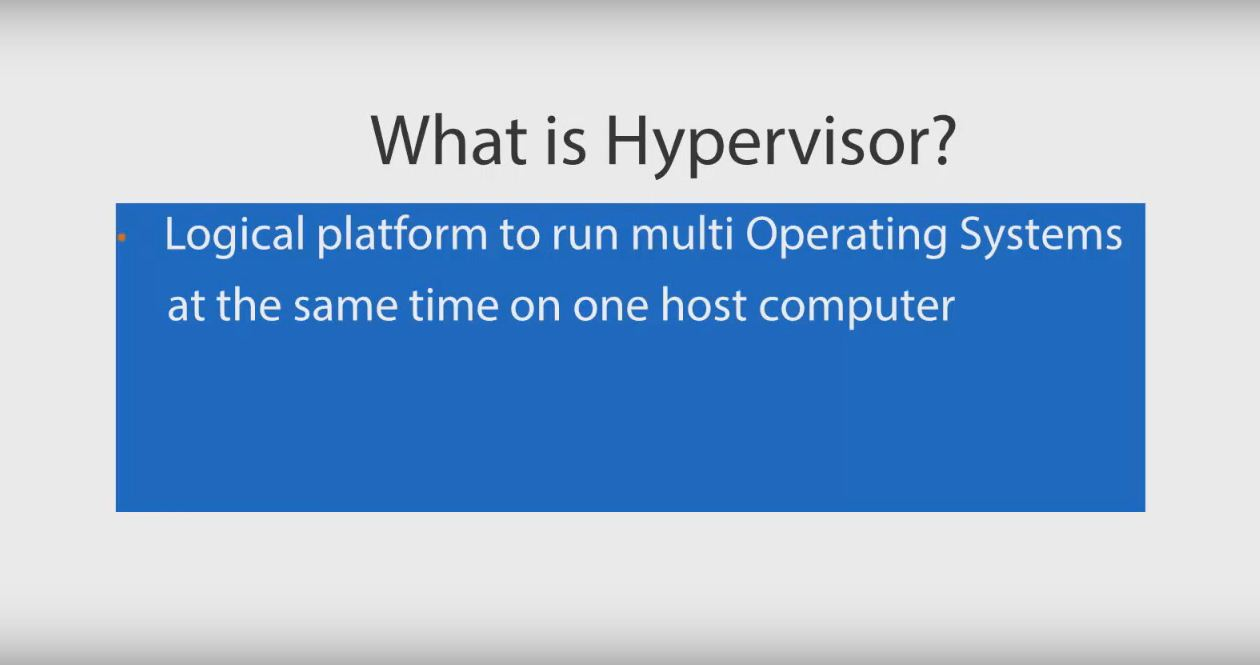 What is Hypervisor?
Logical platform to run multi Operating Systems
at the same time on one host computer